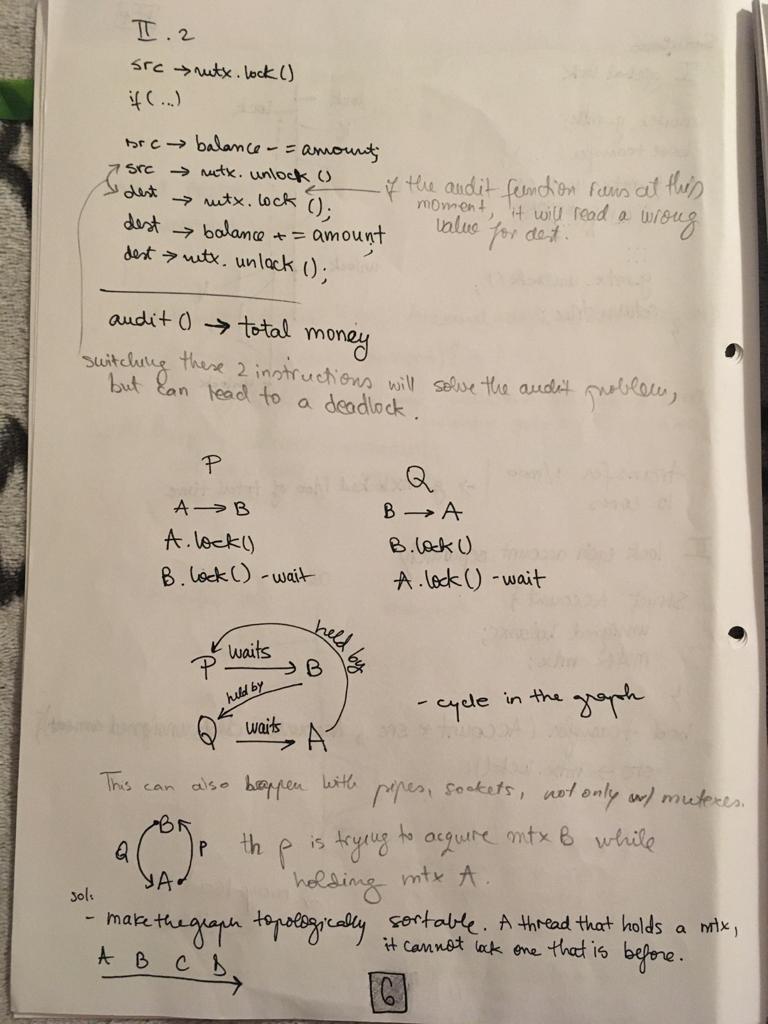 II.2
src → mtx.lock()
if(...)
src → balance -= amount;
src → mtx.unlock()
dest → mtx.lock();
if the audit function runs at this
moment, it will read a wrong
value for dest.
dest → balance += amount;
dest → mtx.unlock();
audit() → total money
switching these 2 instructions will solve the audit problem,
but can lead to a deadlock.
P
Q
A → B
B → A
A.lock()
B.lock()
B.lock() - wait
A.lock() - wait
held by
P waits B
held by
Q waits A
- cycle in the graph
This can also happen with pipes, sockets, not only w/ mutexes.
B
Q P
A
th p is trying to acquire mtx B while
holding mtx A.
sol:
- make the graph topologically sortable. A thread that holds a mtx,
it cannot lock one that is before.
A B C D
6